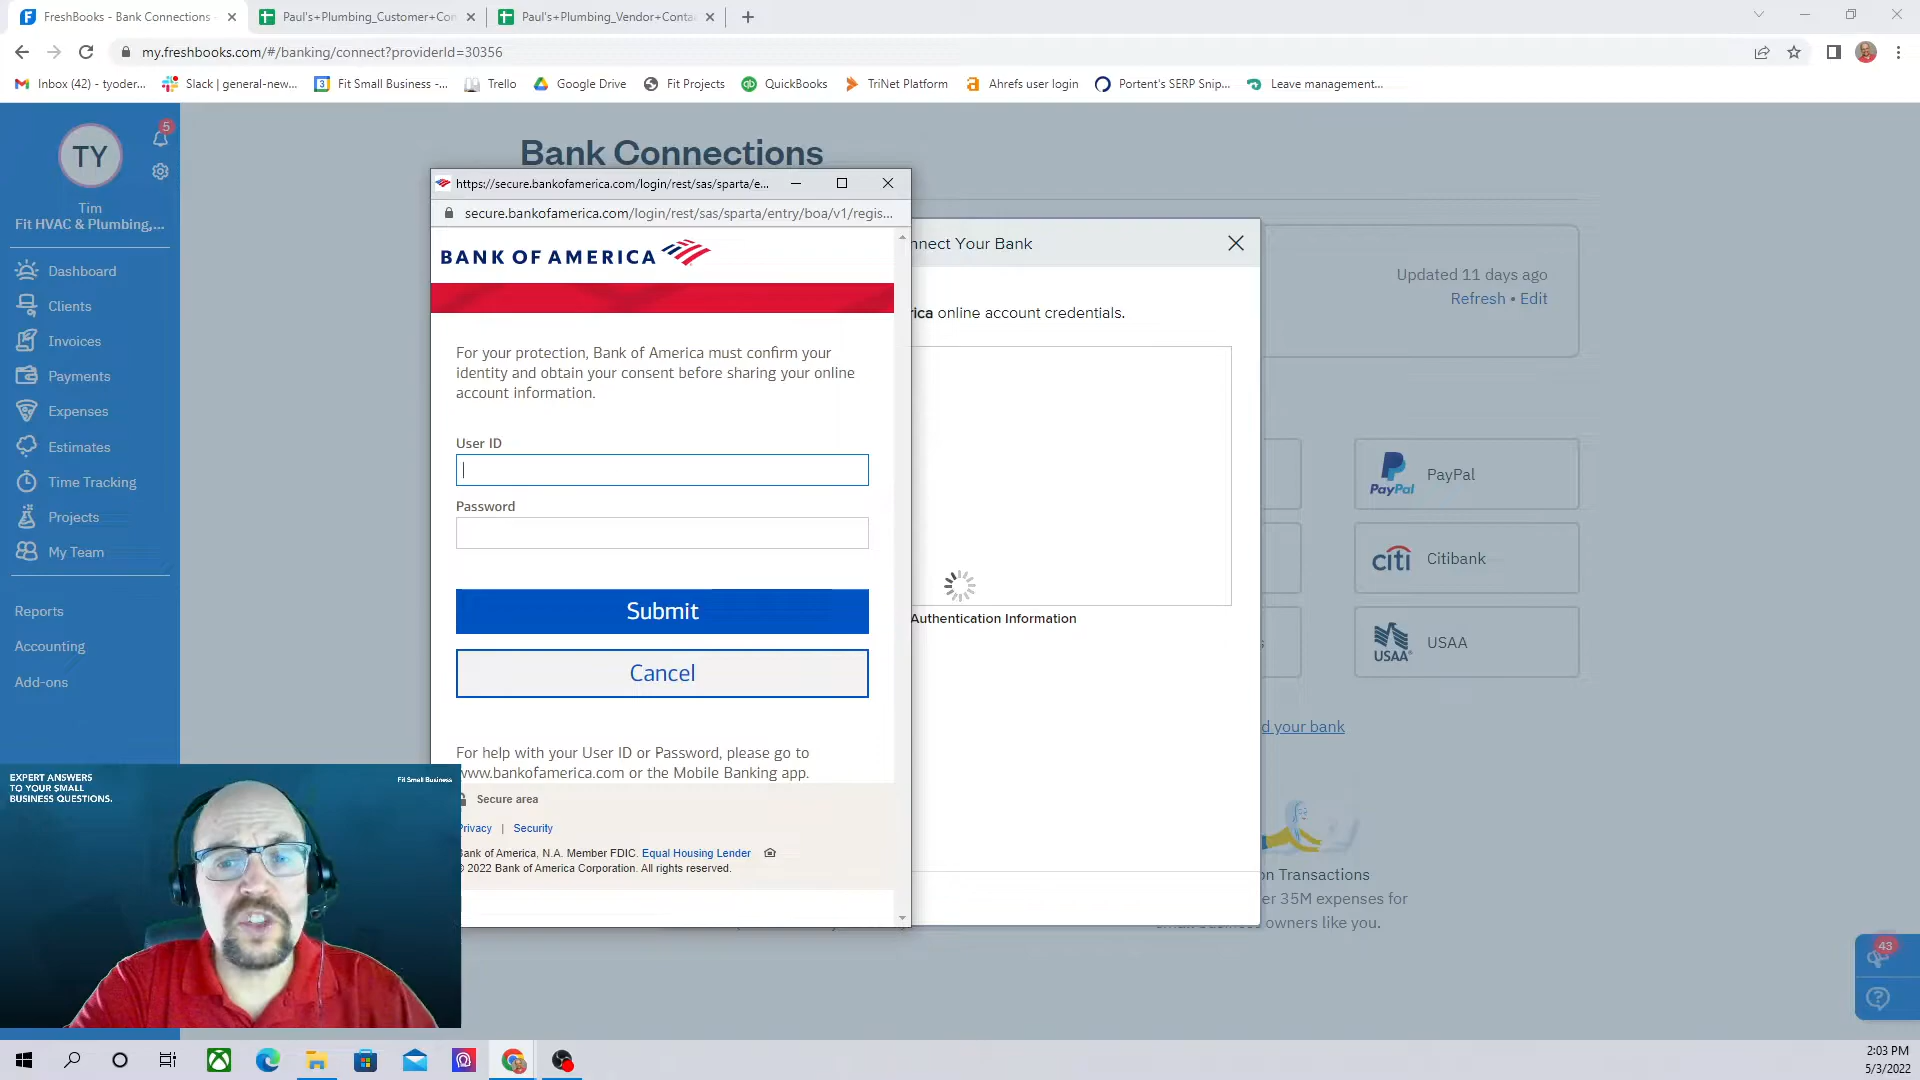 FreshBooks - Bank Connections -
Paul's+Plumbing_Customer+Con
Paul's+Plumbing_Vendor+Conta
my.freshbooks.com/#/banking/connect?providerId=30356
Inbox (42) - tyoder...
Slack | general-new...
Fit Small Business -...
Trello
Google Drive
Fit Projects
QuickBooks
TriNet Platform
Ahrefs user login
Portent's SERP Snip...
Leave management...
TY
5
Tim
Fit HVAC & Plumbing,...
Dashboard
Clients
Invoices
Payments
Expenses
Estimates
Time Tracking
Projects
My Team
Reports
Accounting
Add-ons
Bank Connections
https://secure.bankofamerica.com/login/rest/sas/sparta/e...
secure.bankofamerica.com/login/rest/sas/sparta/entry/boa/v1/regis...
BANK OF AMERICA
For your protection, Bank of America must confirm your
identity and obtain your consent before sharing your online
account information.
User ID
Password
Submit
Cancel
For help with your User ID or Password, please go to
www.bankofamerica.com or the Mobile Banking app.
Secure area
Privacy | Security
Bank of America, N.A. Member FDIC. Equal Housing Lender
© 2022 Bank of America Corporation. All rights reserved.
nnect Your Bank
rica online account credentials.
Authentication Information
Updated 11 days ago
Refresh • Edit
PayPal
PayPal
citi
Citibank
USAA
USAA
d your bank
on Transactions
er 35M expenses for
owners like you.
43
EXPERT ANSWERS
TO YOUR SMALL
BUSINESS QUESTIONS.
Fit Small Business
2:03 PM
5/3/2022